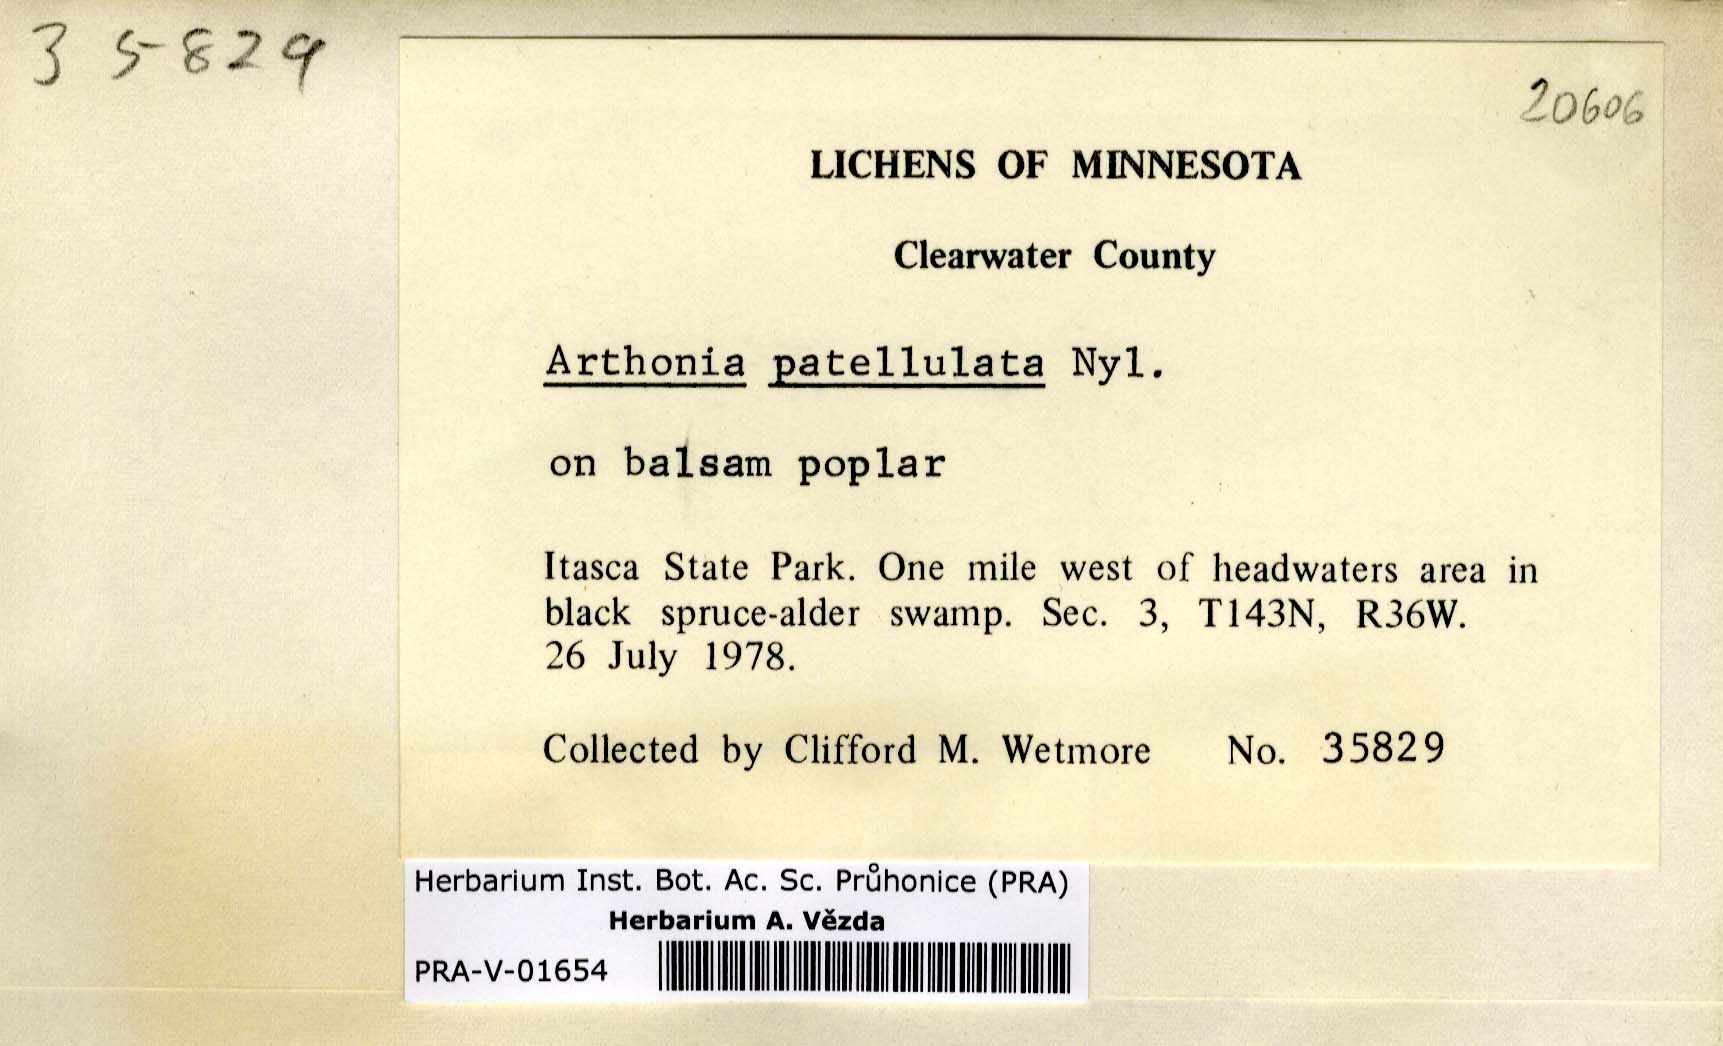 35829
20606
LICHENS OF MINNESOTA
Clearwater County
Arthonia patellulata Nyl.
on balsam poplar
Itasca State Park. One mile west of headwaters area in
black spruce-alder swamp. Sec. 3, T143N, R36W.
26 July 1978.
Collected by Clifford M. Wetmore No. 35829
Herbarium Inst. Bot. Ac. Sc. Průhonice (PRA)
Herbarium A. Vězda
PRA-V-01654